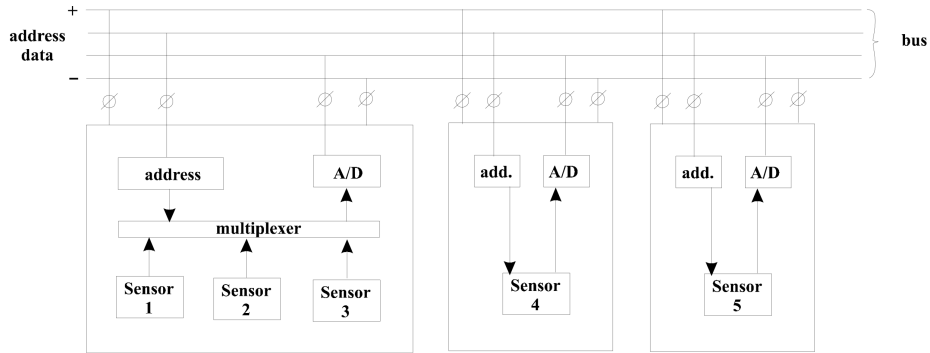 +
address
data
−
bus
address
A/D
multiplexer
Sensor
1
Sensor
2
Sensor
3
add.
A/D
Sensor
4
add.
A/D
Sensor
5